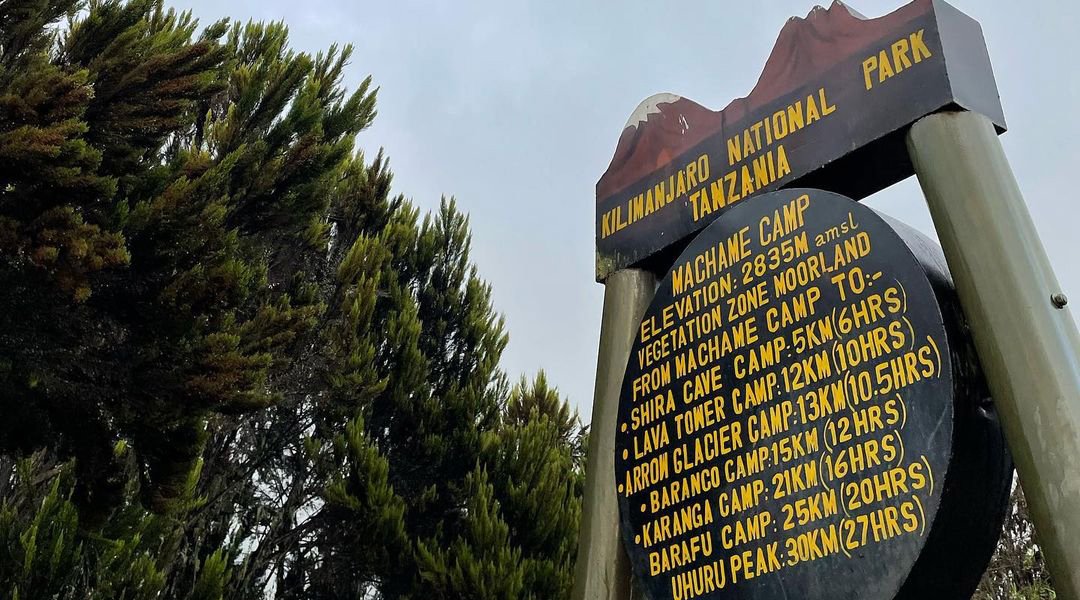 KILIMANJARO NATIONAL PARK
TANZANIA
MACHAME CAMP
ELEVATION: 2835M amsl
VEGETATION ZONE MOORLAND
FROM MACHAME CAMP TO:-
• SHIRA CAVE CAMP: 5KM(6HRS)
• LAVA TOWER CAMP: 12KM (10HRS)
• ARRON GLACIER CAMP: 13KM(10.5HRS)
• BARANCO CAMP: 15KM (12HRS)
• KARANGA CAMP: 21KM (16HRS)
BARAFU CAMP: 25KM (20HRS)
UHURU PEAK: 30KM (27HRS)